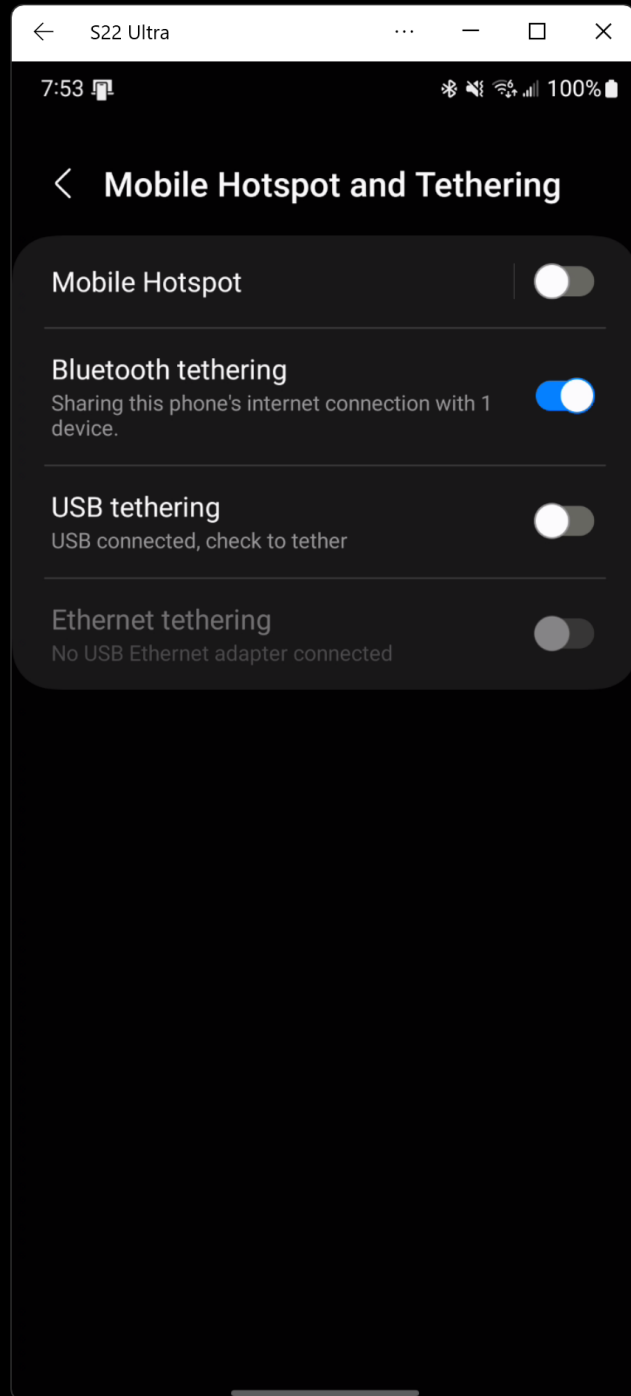 S22 Ultra
7:53 100%
Mobile Hotspot and Tethering
Mobile Hotspot
Bluetooth tethering
Sharing this phone's internet connection with 1
device.
USB tethering
USB connected, check to tether
Ethernet tethering
No USB Ethernet adapter connected